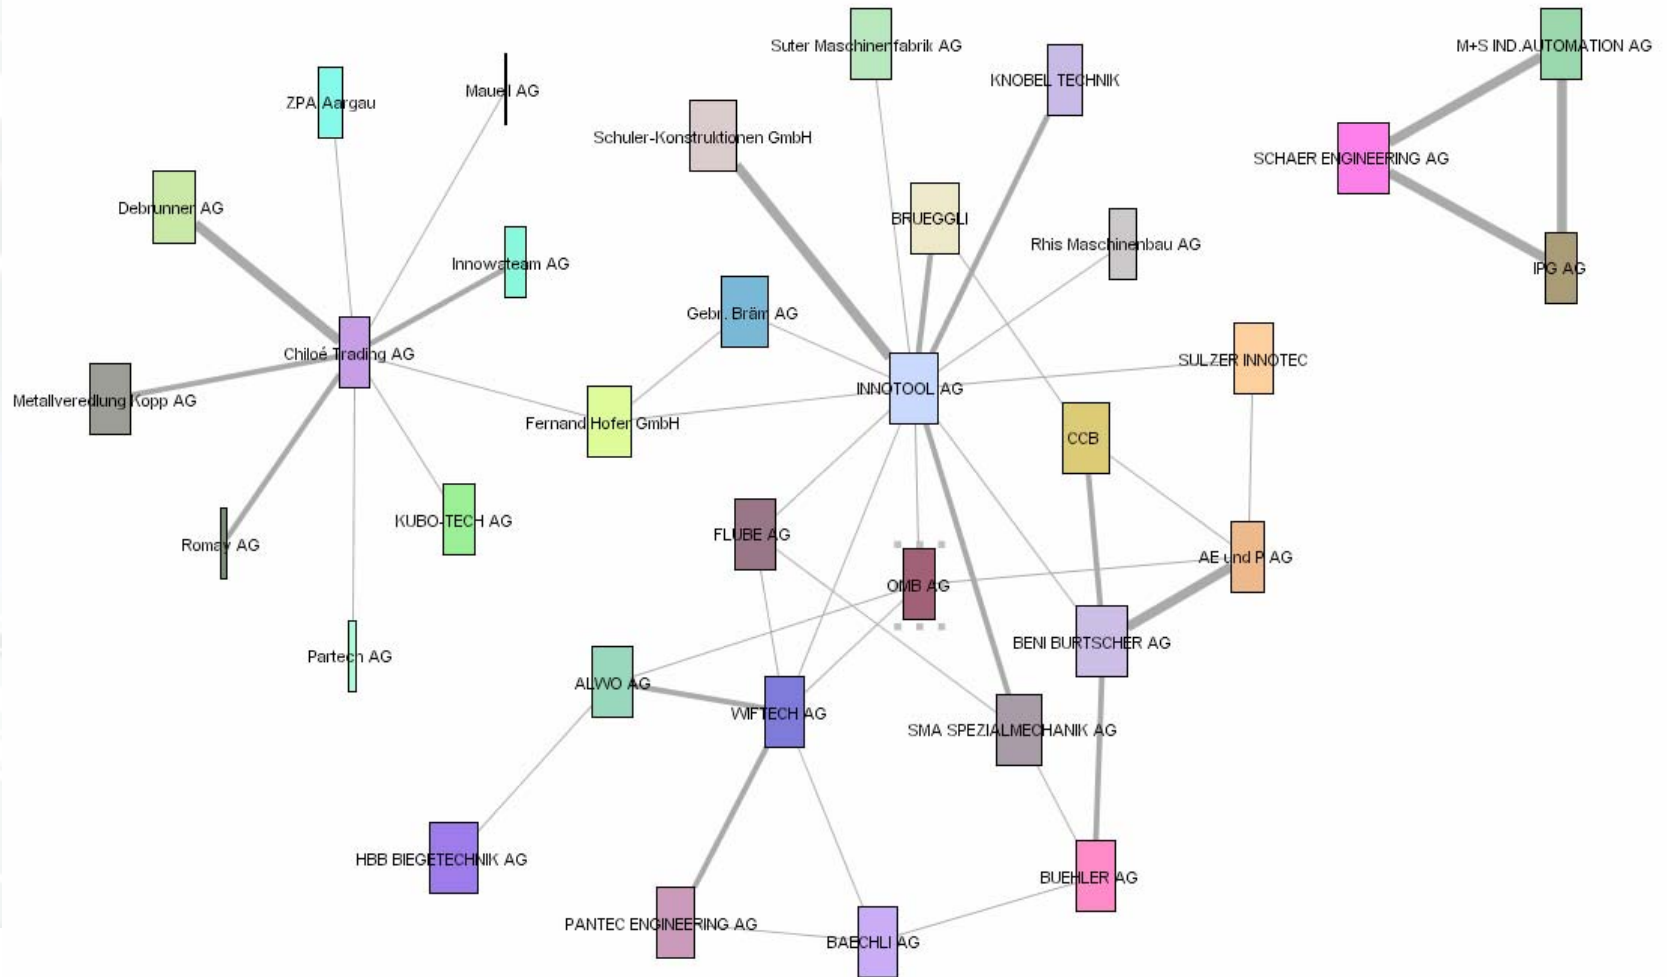 Suter Maschinenfabrik AG
M+S IND.AUTOMATION AG
KNOBEL TECHNIK
Mauell AG
ZPA Aargau
Schuler-Konstruktionen GmbH
SCHAER ENGINEERING AG
Debrunner AG
BRUEGGLI
Rhis Maschinenbau AG
Innowateam AG
IPG AG
Gebr. Bräm AG
Chiloé Trading AG
SULZER INNOTEC
INNOTOOL AG
Metallveredlung Kopp AG
Fernand Hofer GmbH
CCB
KUBO-TECH AG
FLUBE AG
Romay AG
AE und P AG
OMB AG
BENI BURTSCHER AG
Partech AG
ALWO AG
WIFTECH AG
SMA SPEZIALMECHANIK AG
HBB BIEGETECHNIK AG
BUEHLER AG
PANTEC ENGINEERING AG
BAECHLI AG